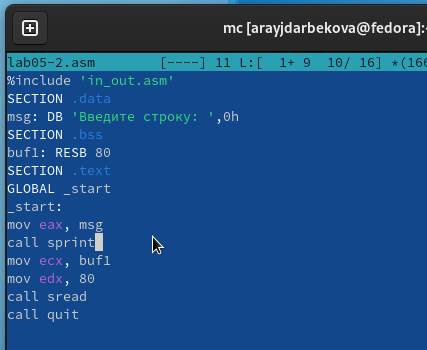 mc [arayjdarbekova@fedora]:
lab05-2.asm [----] 11 L:[ 1+ 9 10/ 16] *(166
%include 'in_out.asm'
SECTION .data
msg: DB 'Введите строку: ',0h
SECTION .bss
buf1: RESB 80
SECTION .text
GLOBAL _start
_start:
mov eax, msg
call sprint
mov ecx, buf1
mov edx, 80
call sread
call quit